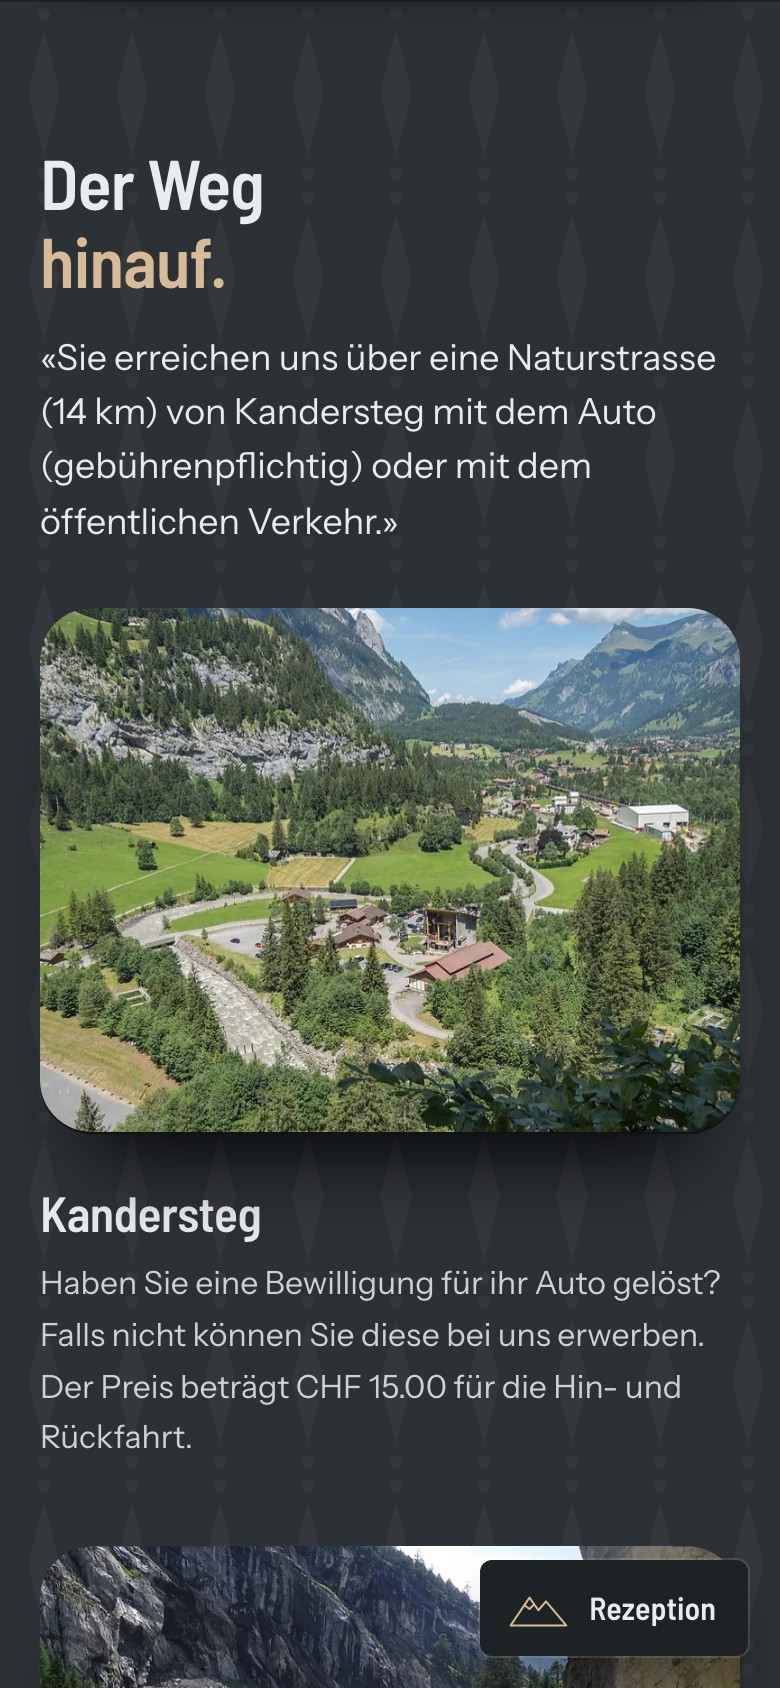 Der Weg
hinauf.
«Sie erreichen uns über eine Naturstrasse
(14 km) von Kandersteg mit dem Auto
(gebührenpflichtig) oder mit dem
öffentlichen Verkehr.»
Kandersteg
Haben Sie eine Bewilligung für ihr Auto gelöst?
Falls nicht können Sie diese bei uns erwerben.
Der Preis beträgt CHF 15.00 für die Hin- und
Rückfahrt.
Rezeption